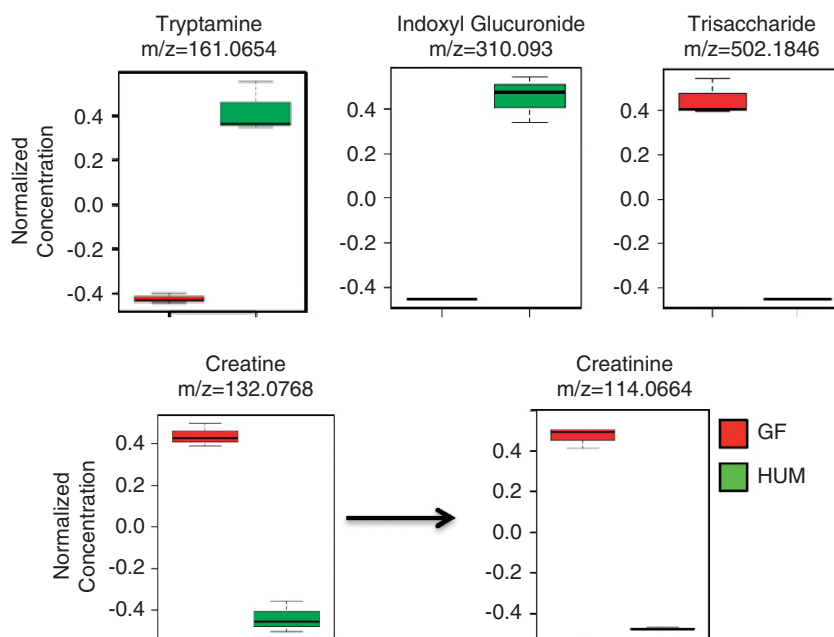 Tryptamine
m/z=161.0654
Indoxyl Glucuronide
m/z=310.093
Trisaccharide
m/z=502.1846
Normalized
Concentration
0.4
0.2
0.0
-0.2
-0.4
0.4
0.2
0.0
-0.2
-0.4
0.4
0.2
0.0
-0.2
-0.4
Creatine
m/z=132.0768
Creatinine
m/z=114.0664
Normalized
Concentration
0.4
0.2
0.0
-0.2
-0.4
0.4
0.2
0.0
-0.2
-0.4
GF
HUM